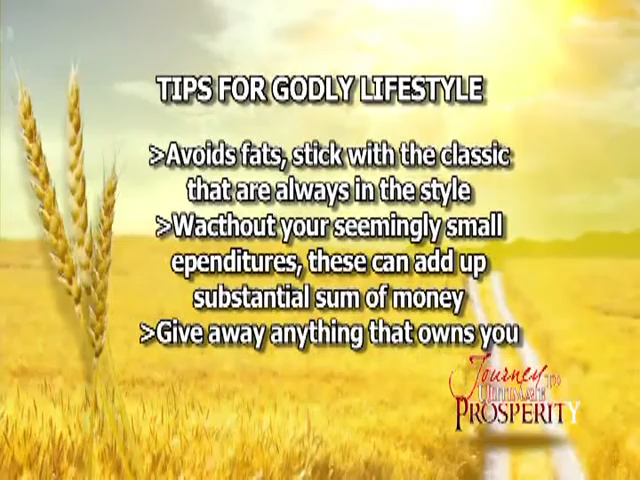 TIPS FOR GODLY LIFESTYLE
>Avoids fats, stick with the classic
that are always in the style
>Wacthout your seemingly small
ependitures, these can add up
substantial sum of money
>Give away anything that owns you
Journey TO
ULTIMATE
PROSPERITY